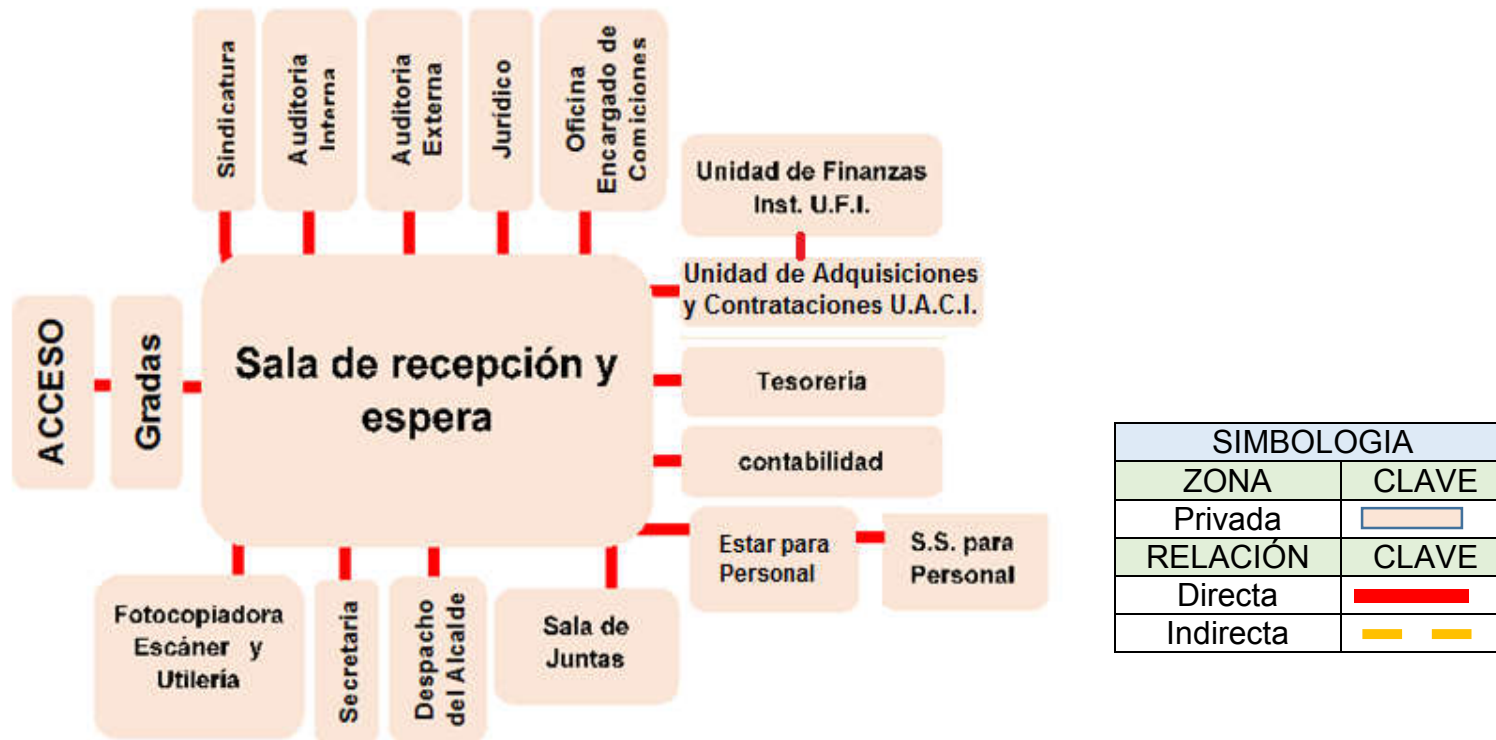 Sindicatura
Auditoria
Interna
Auditoria
Externa
Jurídico
Oficina
Encargado de
Comiciones
Unidad de Finanzas
Inst. U.F.I.
Unidad de Adquisiciones
y Contrataciones U.A.C.I.
ACCESO
Gradas
Sala de recepción y
espera
Tesoreria
contabilidad
Estar para
Personal
S.S. para
Personal
Fotocopiadora
Escáner y
Utilería
Secretaria
Despacho
del Alcalde
Sala de
Juntas
SIMBOLOGIA
ZONA CLAVE
Privada
RELACIÓN CLAVE
Directa
Indirecta